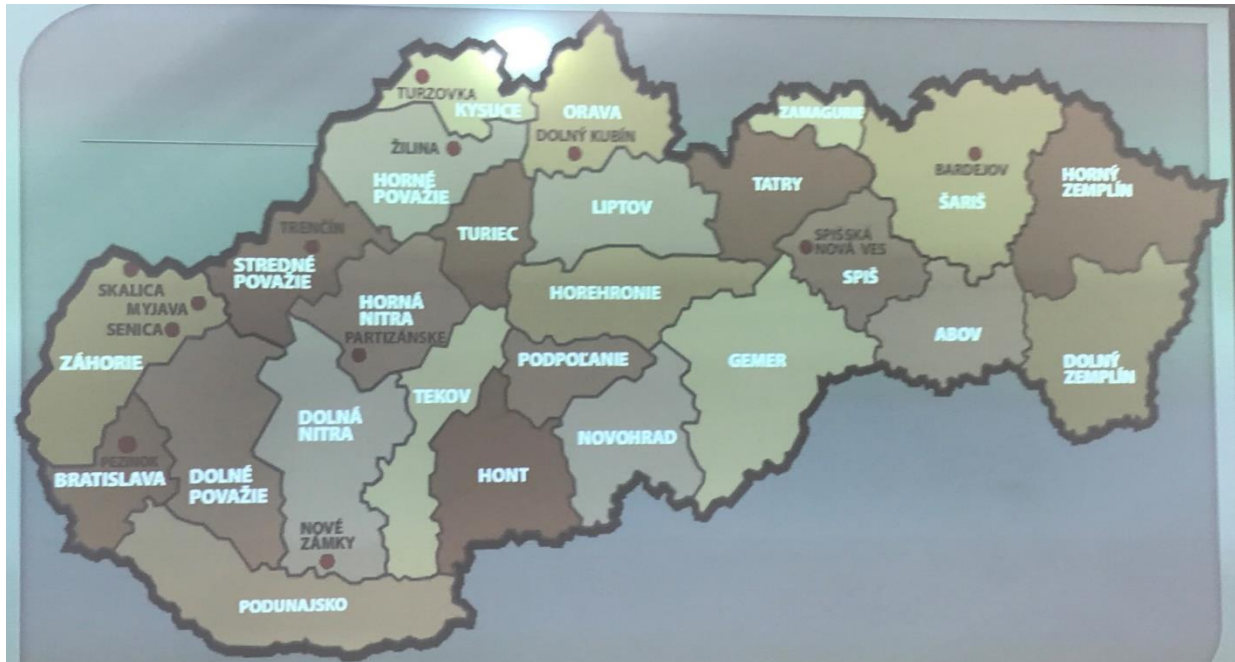 TURZOVKA
KYSUCE
ORAVA
ZAMAGURIE
ŽILINA
DOLNÝ KUBÍN
BARDEJOV
HORNÉ
POVAŽIE
TATRY
HORNÝ
ZEMPLÍN
LIPTOV
ŠARIŠ
TRENČÍN
TURIEC
SPIŠSKÁ
NOVÁ VES
STREDNÉ
POVAŽIE
SPIŠ
SKALICA
MYJAVA
SENICA
HORNÁ
NITRA
HOREHRONIE
PARTIZÁNSKE
ABOV
ZÁHORIE
PODPOĽANIE
GEMER
DOLNÝ
ZEMPLÍN
TEKOV
DOLNÁ
NITRA
NOVOHRAD
PEZINOK
BRATISLAVA
DOLNÉ
POVAŽIE
HONT
NOVÉ
ZÁMKY
PODUNAJSKO